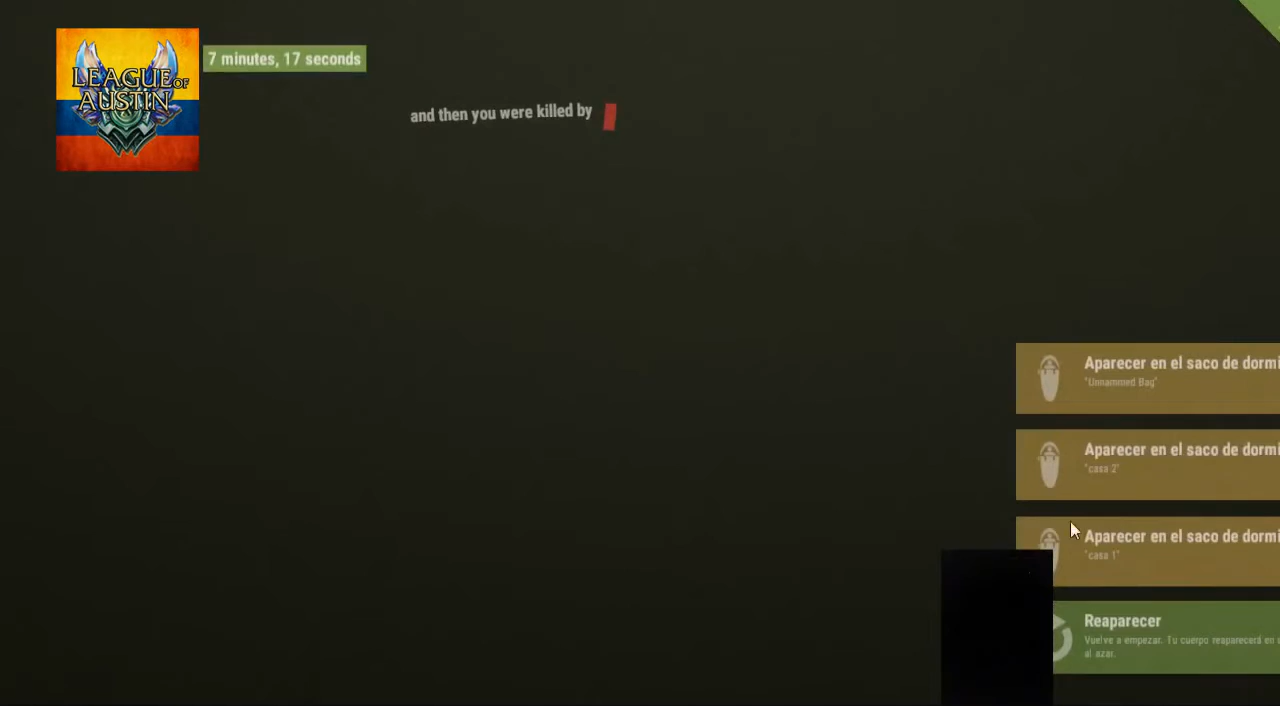 LEAGUE OF
AUSTIN
7 minutes, 17 seconds
and then you were killed by
Aparecer en el saco de dormi
"Unnammed Bag"
Aparecer en el saco de dormi
"casa 2"
Aparecer en el saco de dormi
"casa 1"
Reaparecer
Vuelve a empezar. Tu cuerpo reaparecerá en
al azar.